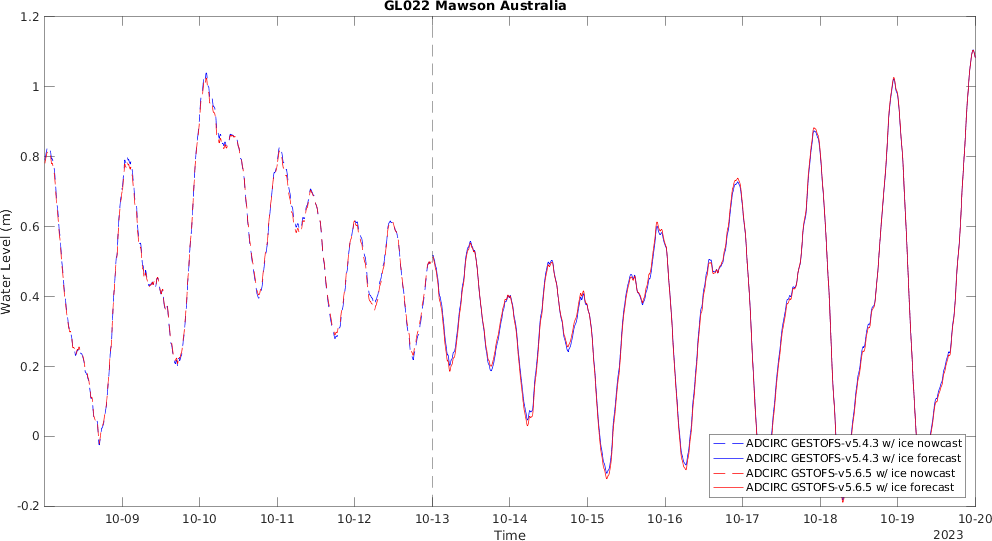 GL022 Mawson Australia
1.2
1
0.8
0.6
0.4
0.2
0
-0.2
Water Level (m)
ADCIRC GESTOFS-v5.4.3 w/ ice nowcast
ADCIRC GESTOFS-v5.4.3 w/ ice forecast
ADCIRC GSTOFS-v5.6.5 w/ ice nowcast
ADCIRC GSTOFS-v5.6.5 w/ ice forecast
10-09 10-10 10-11 10-12 10-13 10-14 10-15 10-16 10-17 10-18 10-19 10-20
Time
2023